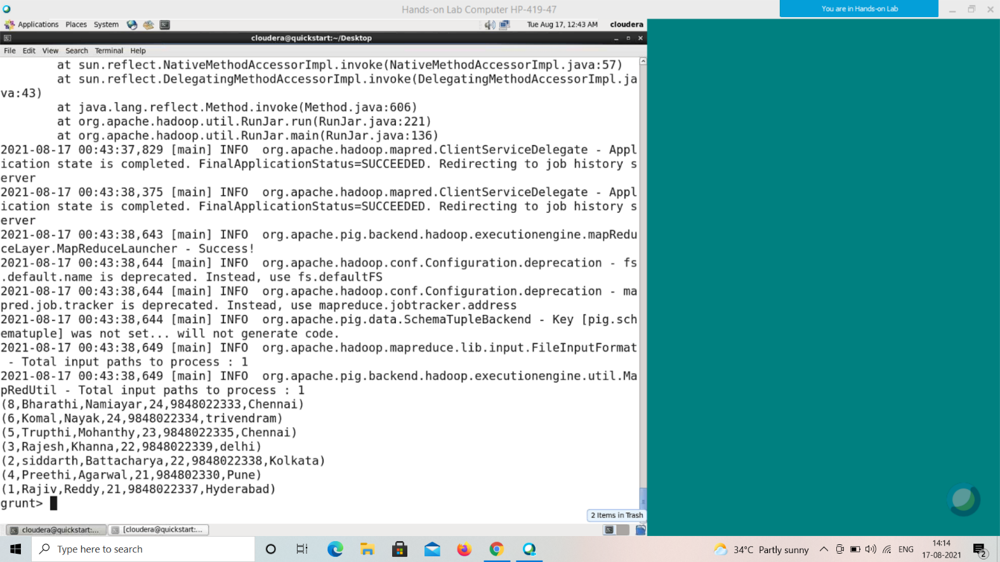 Hands-on Lab Computer HP-419-47
You are in Hands-on Lab
Applications Places System
Tue Aug 17, 12:43 AM cloudera
cloudera@quickstart:~/Desktop
File Edit View Search Terminal Help
at sun.reflect.NativeMethodAccessorImpl.invoke(NativeMethodAccessorImpl.java:57)
at sun.reflect.DelegatingMethodAccessorImpl.invoke(DelegatingMethodAccessorImpl.ja
va:43)
at java.lang.reflect.Method.invoke(Method.java:606)
at org.apache.hadoop.util.RunJar.run(RunJar.java:221)
at org.apache.hadoop.util.RunJar.main(RunJar.java:136)
2021-08-17 00:43:37,829 [main] INFO  org.apache.hadoop.mapred.ClientServiceDelegate - Appl
ication state is completed. FinalApplicationStatus=SUCCEEDED. Redirecting to job history s
erver
2021-08-17 00:43:38,375 [main] INFO  org.apache.hadoop.mapred.ClientServiceDelegate - Appl
ication state is completed. FinalApplicationStatus=SUCCEEDED. Redirecting to job history s
erver
2021-08-17 00:43:38,643 [main] INFO  org.apache.pig.backend.hadoop.executionengine.mapRedu
ceLayer.MapReduceLauncher - Success!
2021-08-17 00:43:38,644 [main] INFO  org.apache.hadoop.conf.Configuration.deprecation - fs
.default.name is deprecated. Instead, use fs.defaultFS
2021-08-17 00:43:38,644 [main] INFO  org.apache.hadoop.conf.Configuration.deprecation - ma
pred.job.tracker is deprecated. Instead, use mapreduce.jobtracker.address
2021-08-17 00:43:38,644 [main] INFO  org.apache.pig.data.SchemaTupleBackend - Key [pig.sch
ematuple] was not set... will not generate code.
2021-08-17 00:43:38,649 [main] INFO  org.apache.hadoop.mapreduce.lib.input.FileInputFormat
- Total input paths to process : 1
2021-08-17 00:43:38,649 [main] INFO  org.apache.pig.backend.hadoop.executionengine.util.Ma
pRedUtil - Total input paths to process : 1
(8,Bharathi,Namiayar,24,9848022333,Chennai)
(6,Komal,Nayak,24,9848022334,trivendram)
(5,Trupthi,Mohanthy,23,9848022335,Chennai)
(3,Rajesh,Khanna,22,9848022339,delhi)
(2,siddarth,Battacharya,22,9848022338,Kolkata)
(4,Preethi,Agarwal,21,984802330,Pune)
(1,Rajiv,Reddy,21,9848022337,Hyderabad)
grunt>
2 Items in Trash
cloudera@quickstart:... [cloudera@quickstart:...
Type here to search
34°C Partly sunny
ENG
14:14
17-08-2021
2